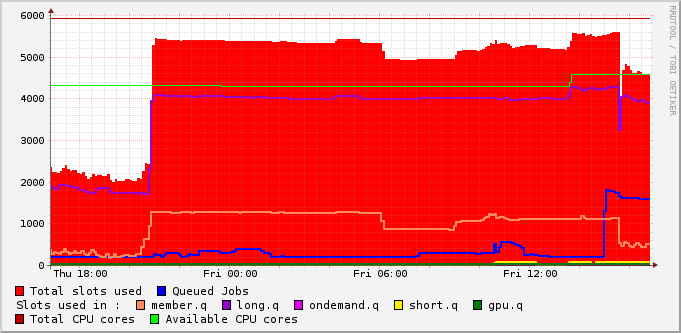 6000
5000
4000
3000
2000
1000
0
Thu 18:00 Fri 00:00 Fri 06:00 Fri 12:00
Total slots used Queued Jobs
Slots used in : member.q long.q ondemand.q short.q gpu.q
Total CPU cores Available CPU cores
RRDTOOL / TOBI OETIKER